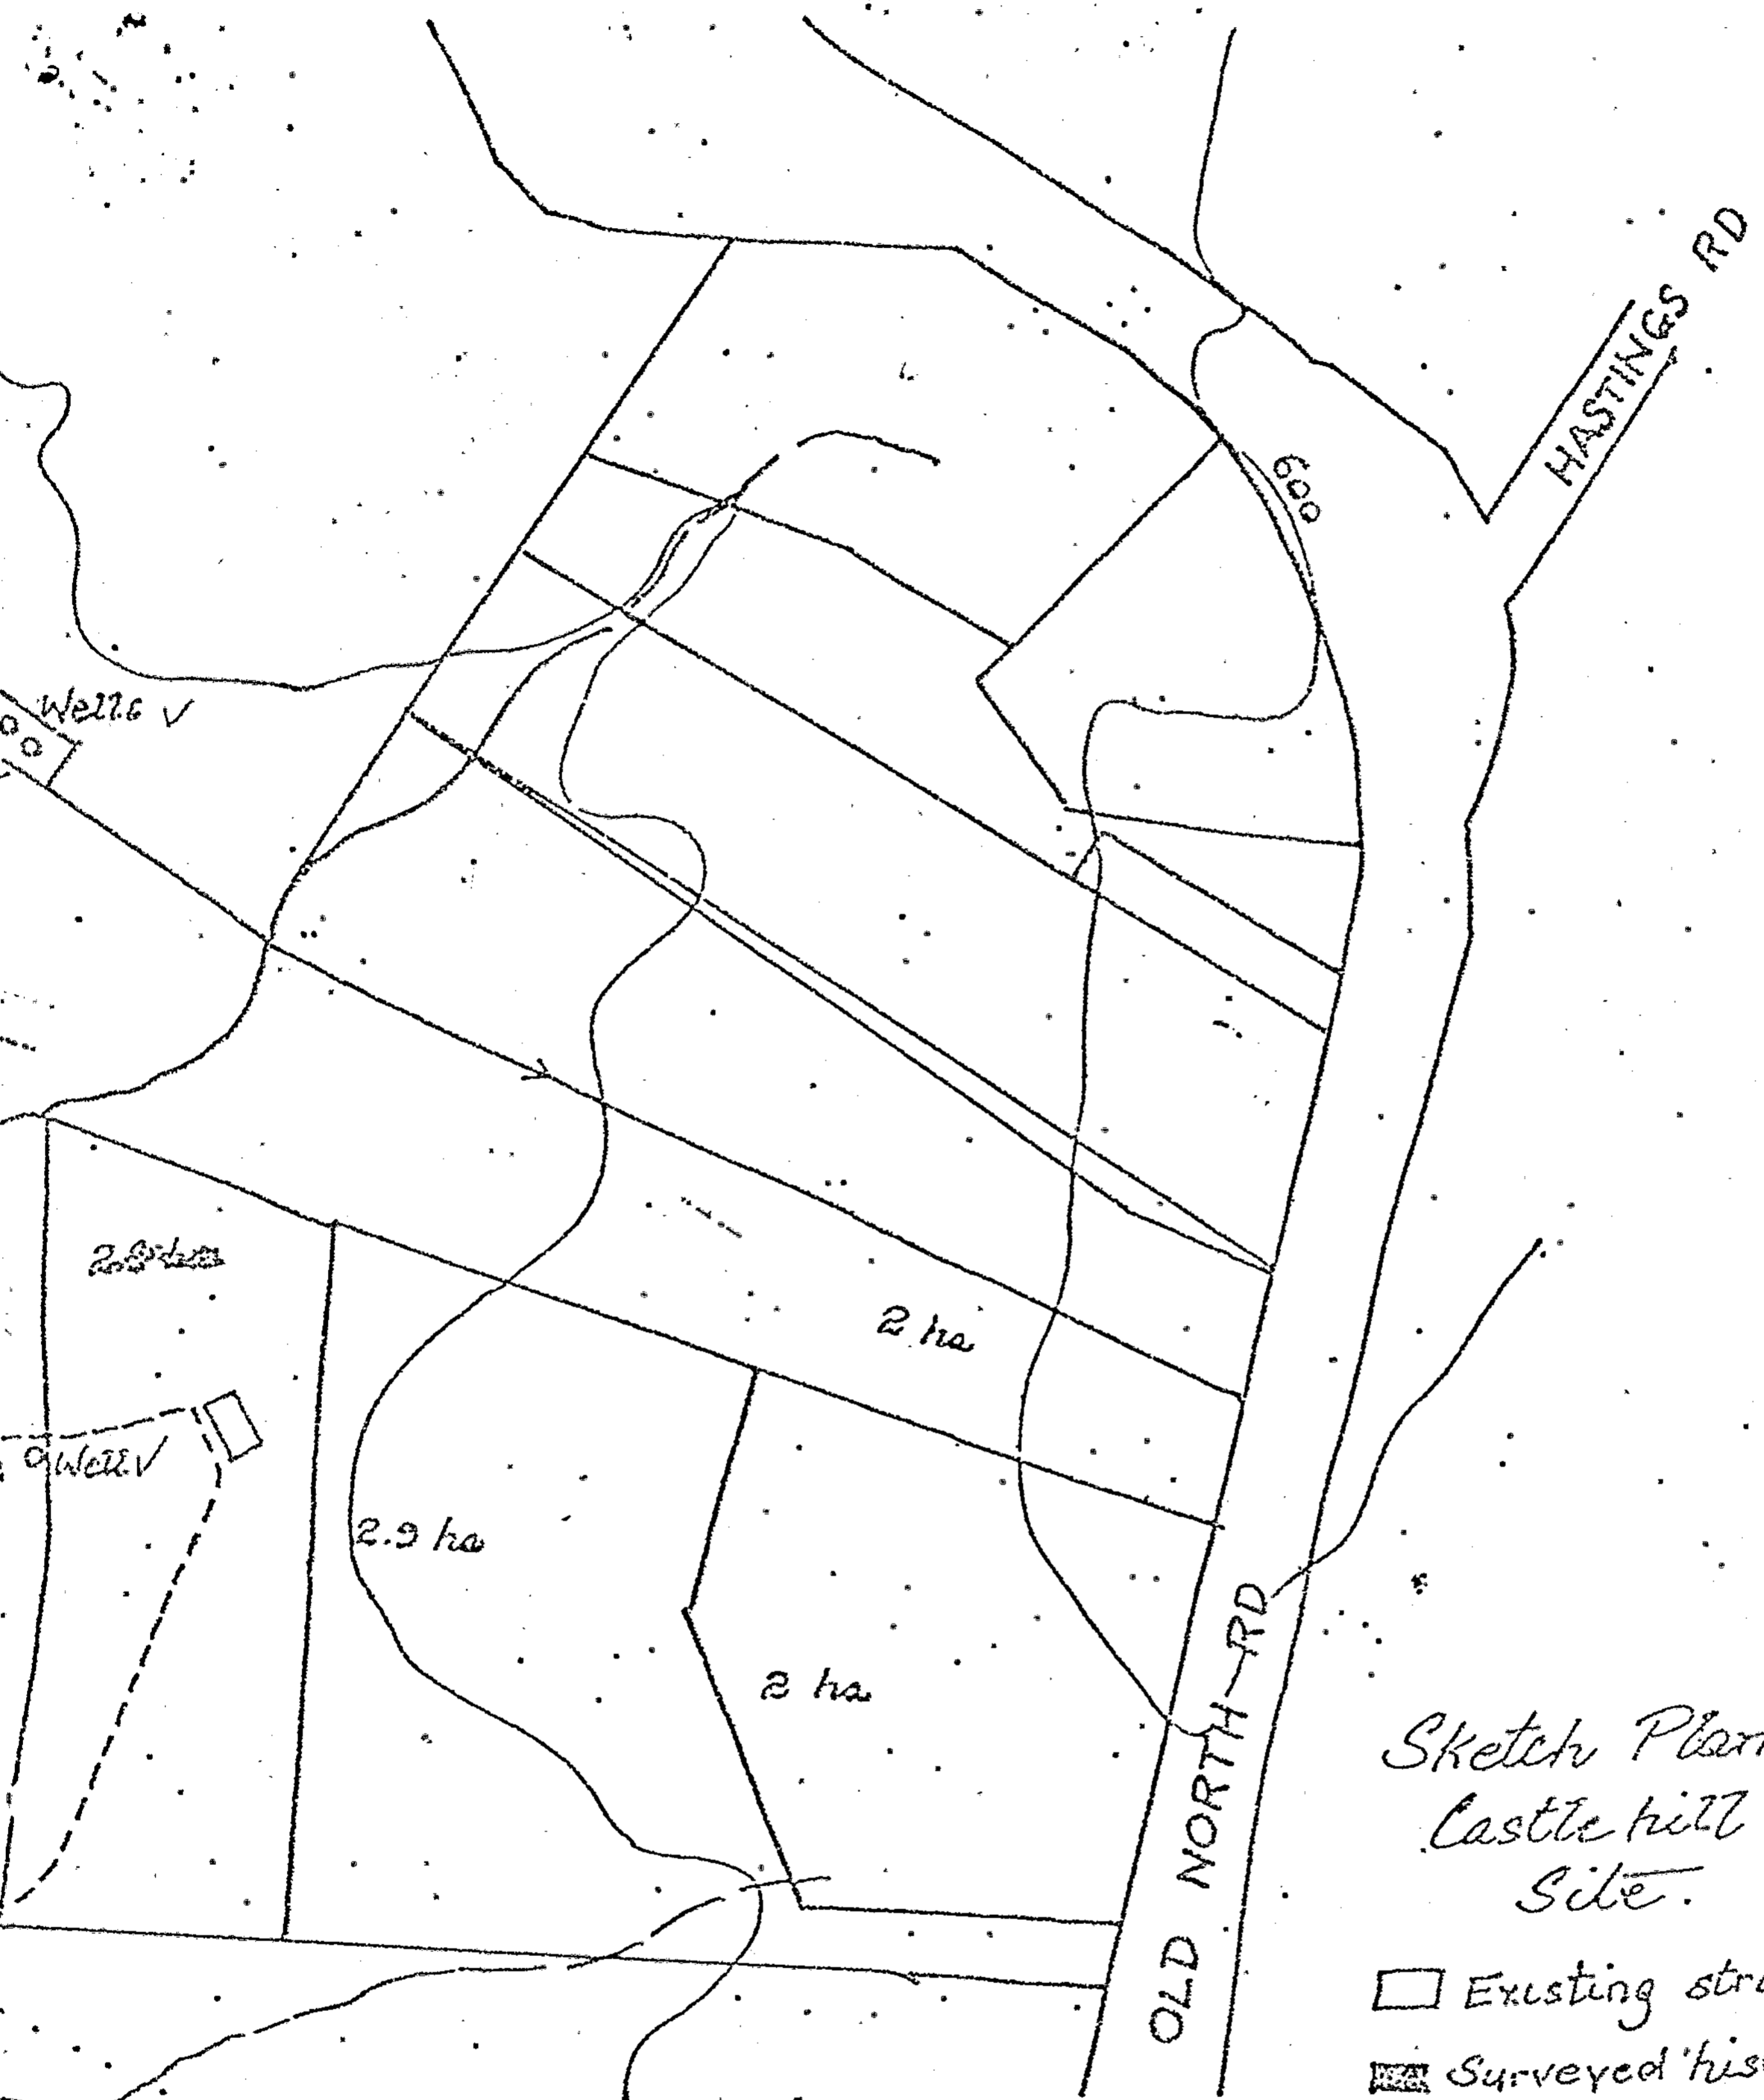 HASTINGS RD
600
Wells V
2 ha
Well V
2.9 ha
2 ha
OLD NORTH RD
Sketch Plan
Castle hill
Site.
Existing
Surveyed